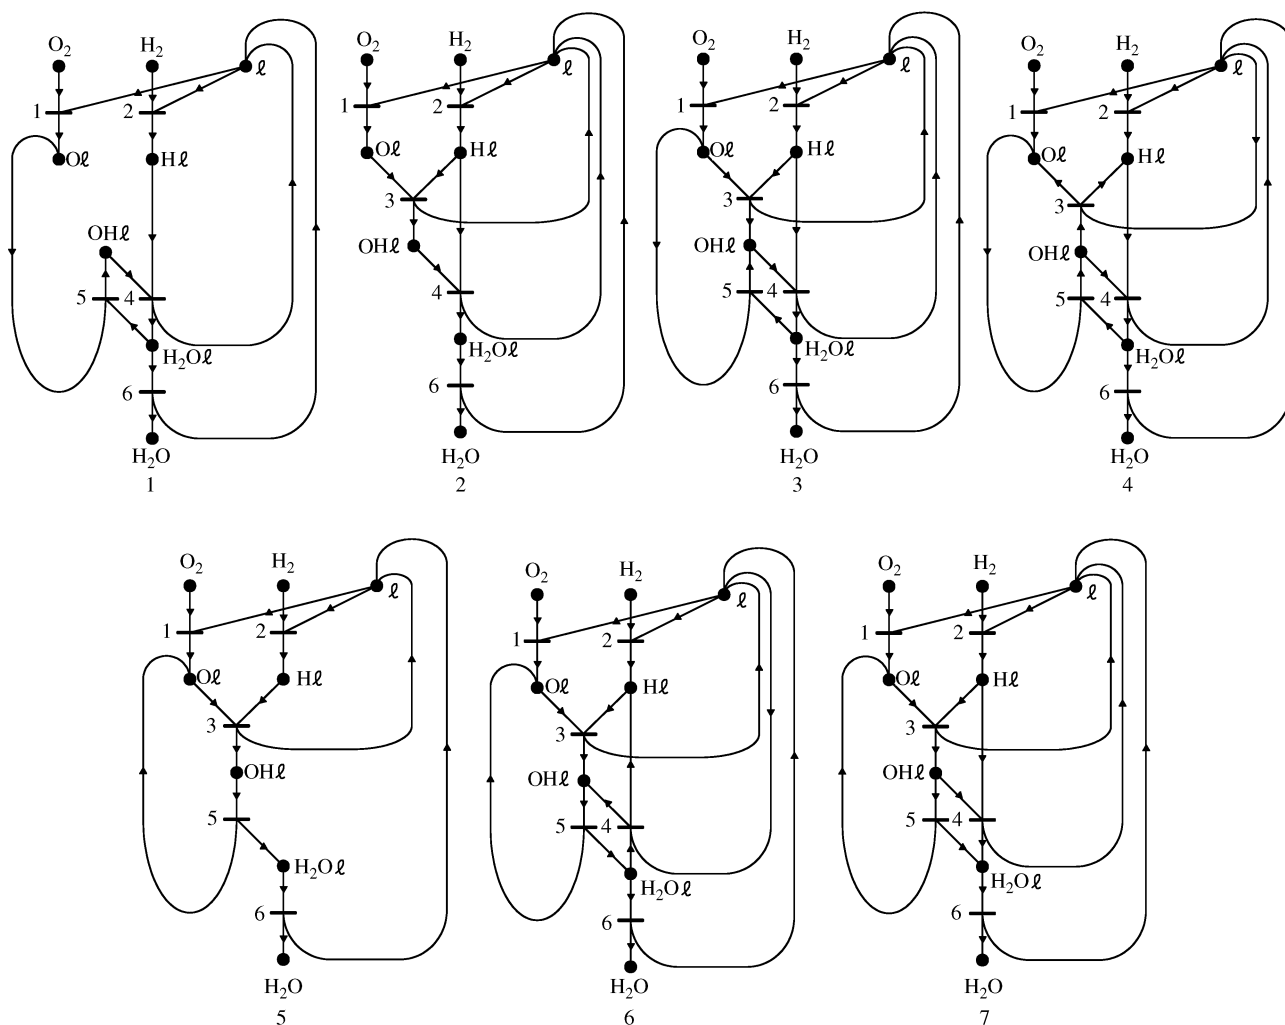 O₂ H₂ ℓ
1 2
Oℓ Hℓ
OHℓ
5 4
H₂Oℓ
6
H₂O
1
O₂ H₂ ℓ
1 2
Oℓ Hℓ
3
OHℓ
4
H₂Oℓ
6
H₂O
2
O₂ H₂ ℓ
1 2
Oℓ Hℓ
3
OHℓ
5 4
H₂Oℓ
6
H₂O
3
O₂ H₂ ℓ
1 2
Oℓ Hℓ
3
OHℓ
5 4
H₂Oℓ
6
H₂O
4
O₂ H₂ ℓ
1 2
Oℓ Hℓ
3
OHℓ
5
H₂Oℓ
6
H₂O
5
O₂ H₂ ℓ
1 2
Oℓ Hℓ
3
OHℓ
5 4
H₂Oℓ
6
H₂O
6
O₂ H₂ ℓ
1 2
Oℓ Hℓ
3
OHℓ
5 4
H₂Oℓ
6
H₂O
7